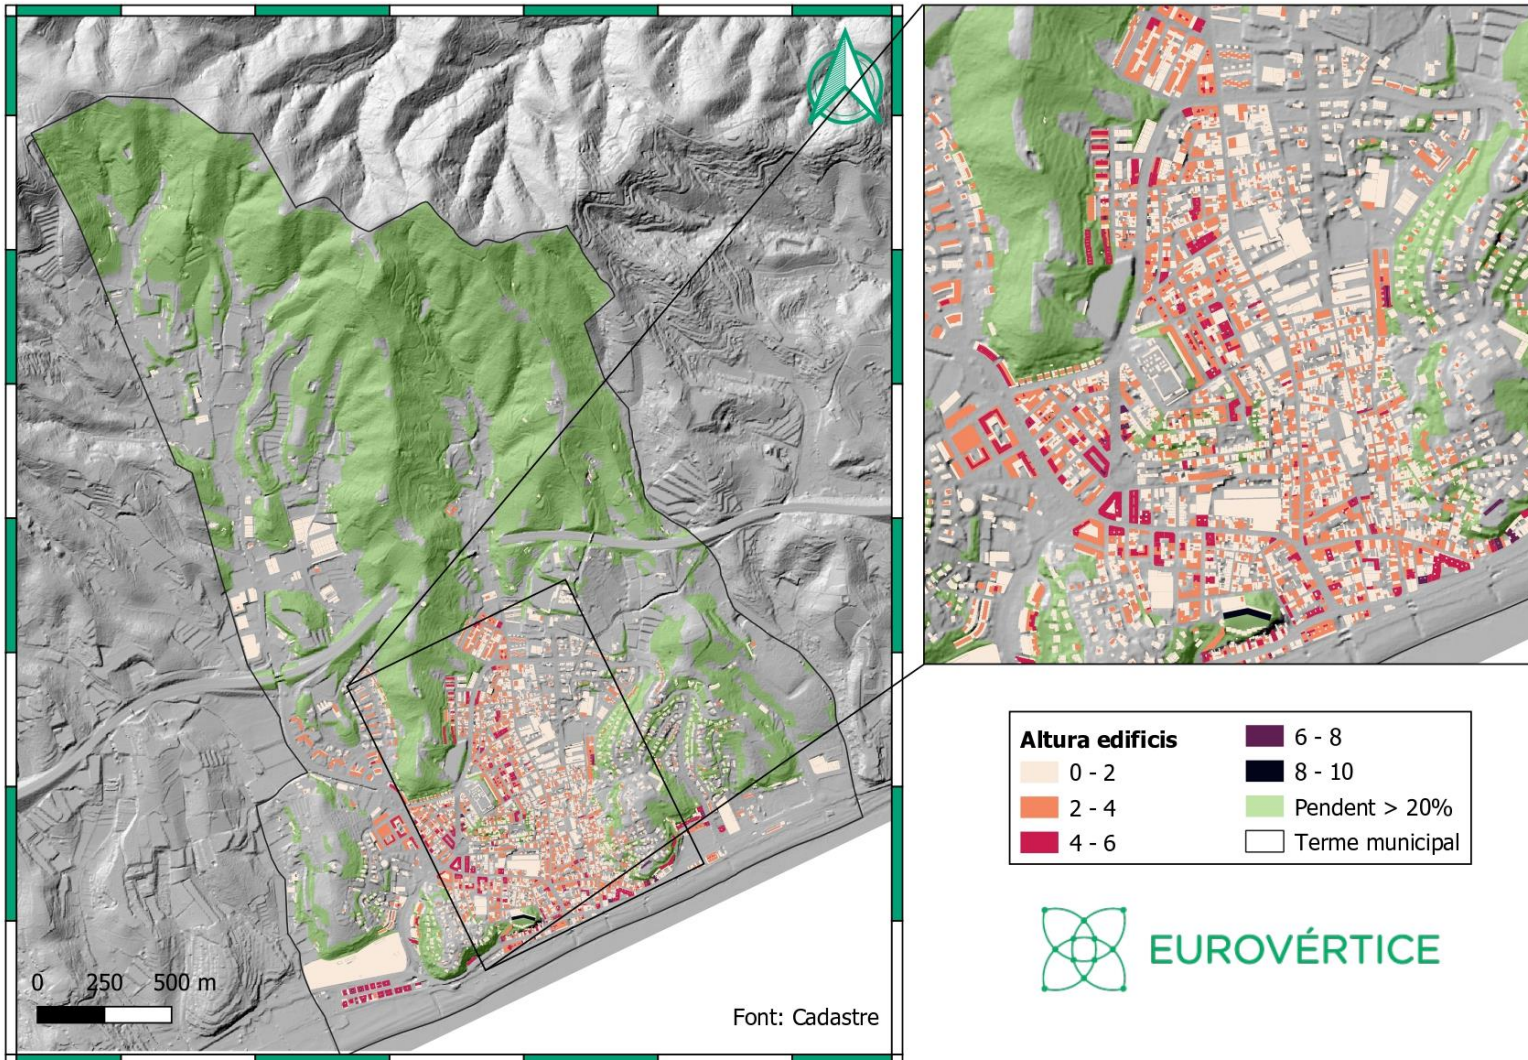 0 250 500 m
Font: Cadastre
Altura edificis
0 - 2
2 - 4
4 - 6
6 - 8
8 - 10
Pendent > 20%
Terme municipal
EUROVÉRTICE